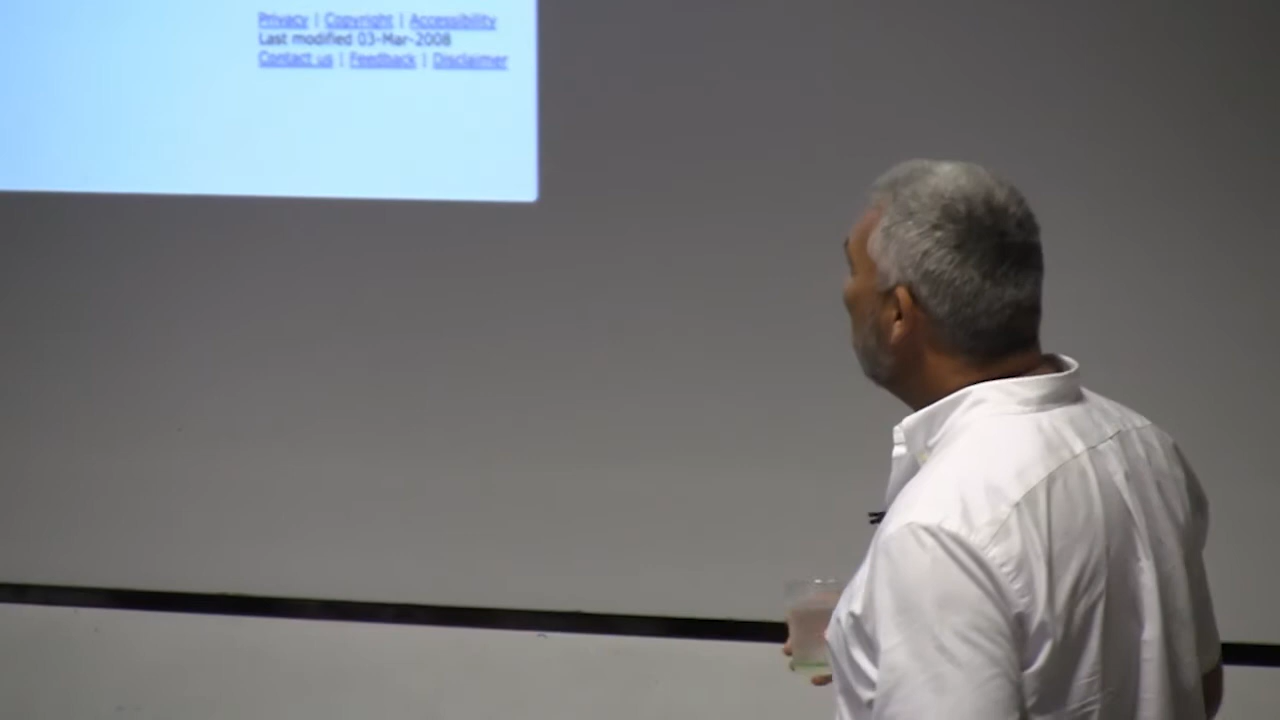 Privacy | Copyright | Accessibility
Last modified 03-Mar-2008
Contact us | Feedback | Disclaimer